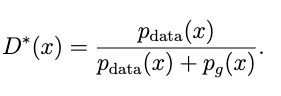 D*(x) = p_data(x) / (p_data(x) + p_g(x)).